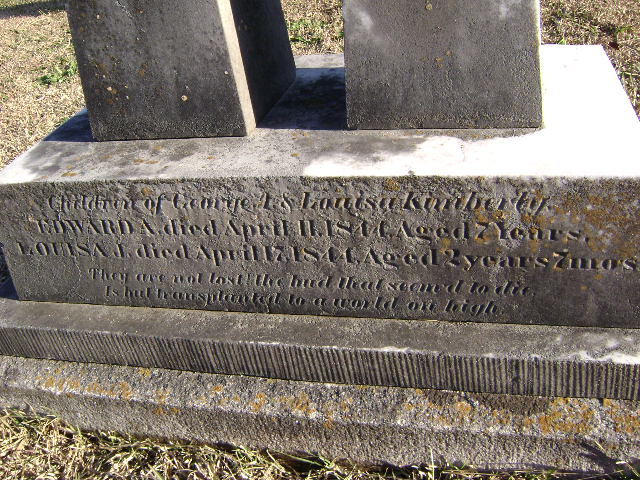 Children of George A & Louisa Kimberly.
EDWARD A. died April 11, 1844, Aged 7 Years.
LOUISA J. died April 17, 1844, Aged 2 years 7 mos
They are not lost! the bud that seemed to die,
Is but transplanted to a world on high.